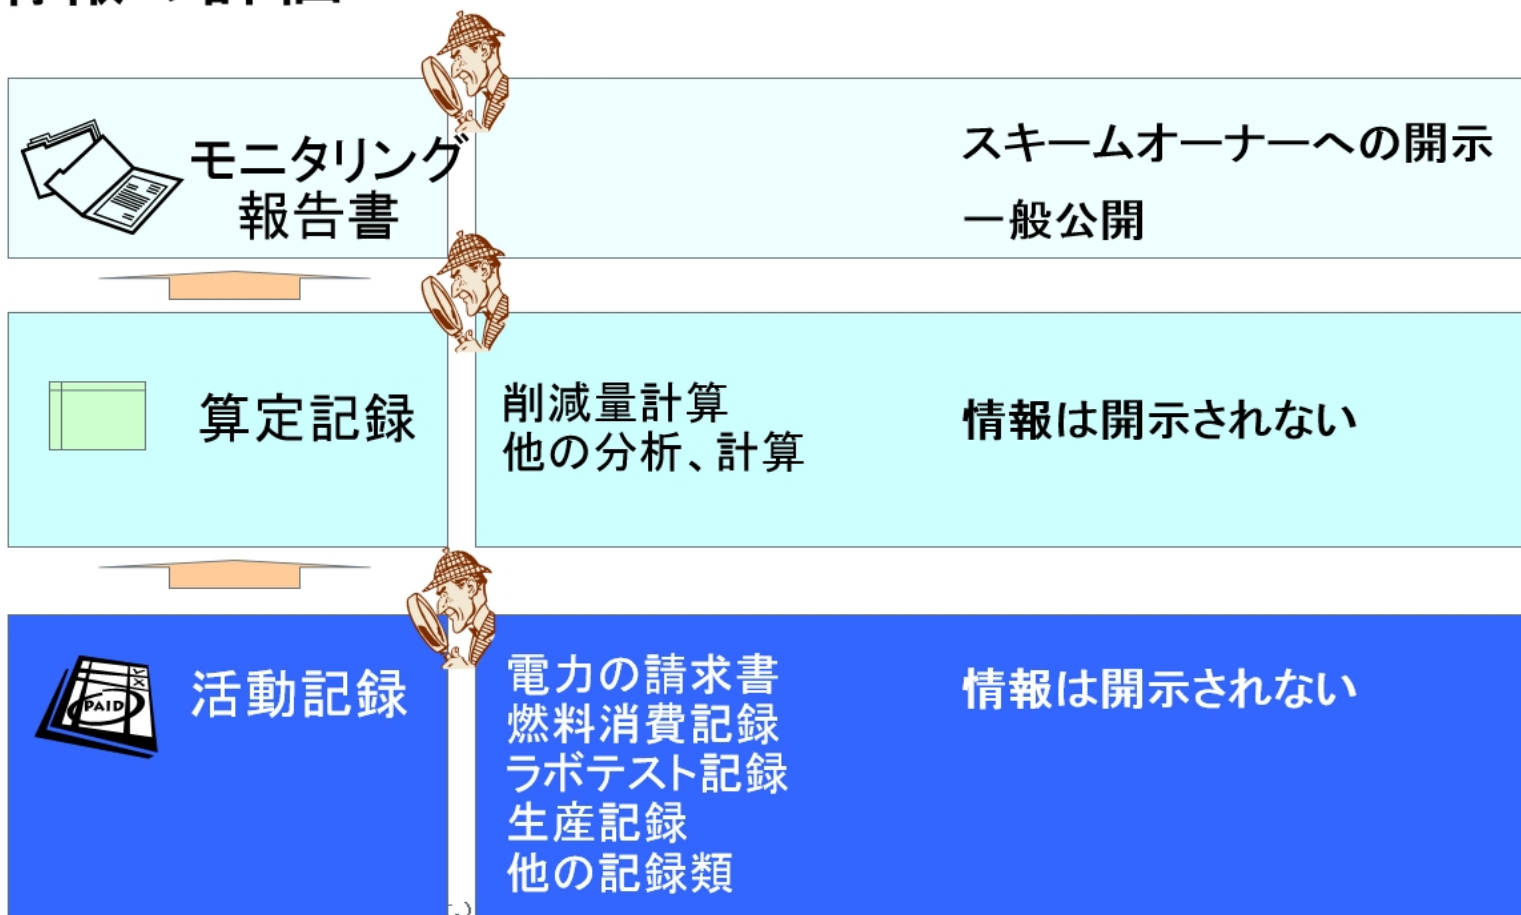 モニタリング
報告書
スキームオーナーへの開示
一般公開
算定記録
削減量計算
他の分析、計算
情報は開示されない
PAID
活動記録
電力の請求書
燃料消費記録
ラボテスト記録
生産記録
他の記録類
情報は開示されない